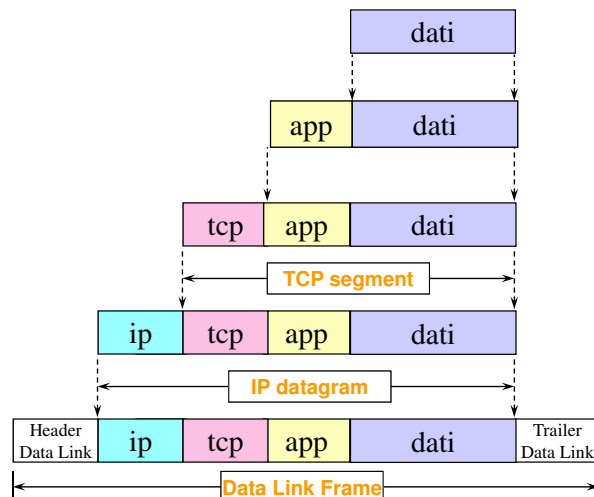 dati
app dati
tcp app dati
TCP segment
ip tcp app dati
IP datagram
Header
Data Link ip tcp app dati Trailer
Data Link
Data Link Frame